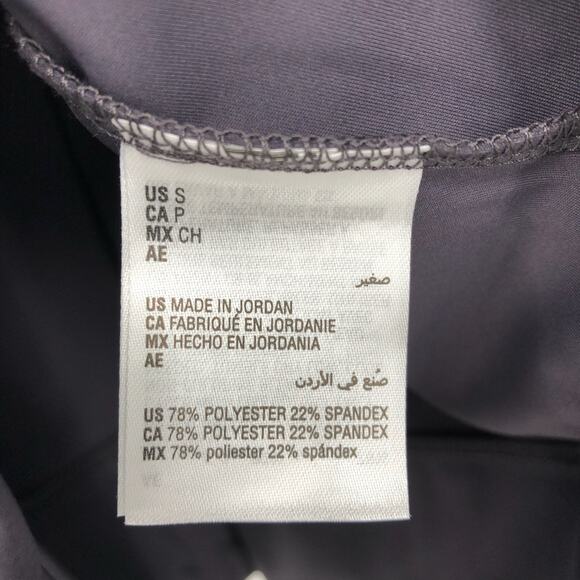 US S
CA P
MX CH
AE
صغير
US MADE IN JORDAN
CA FABRIQUÉ EN JORDANIE
MX HECHO EN JORDANIA
AE
صُنع في الأردن
US 78% POLYESTER 22% SPANDEX
CA 78% POLYESTER 22% SPANDEX
MX 78% poliester 22% spándex